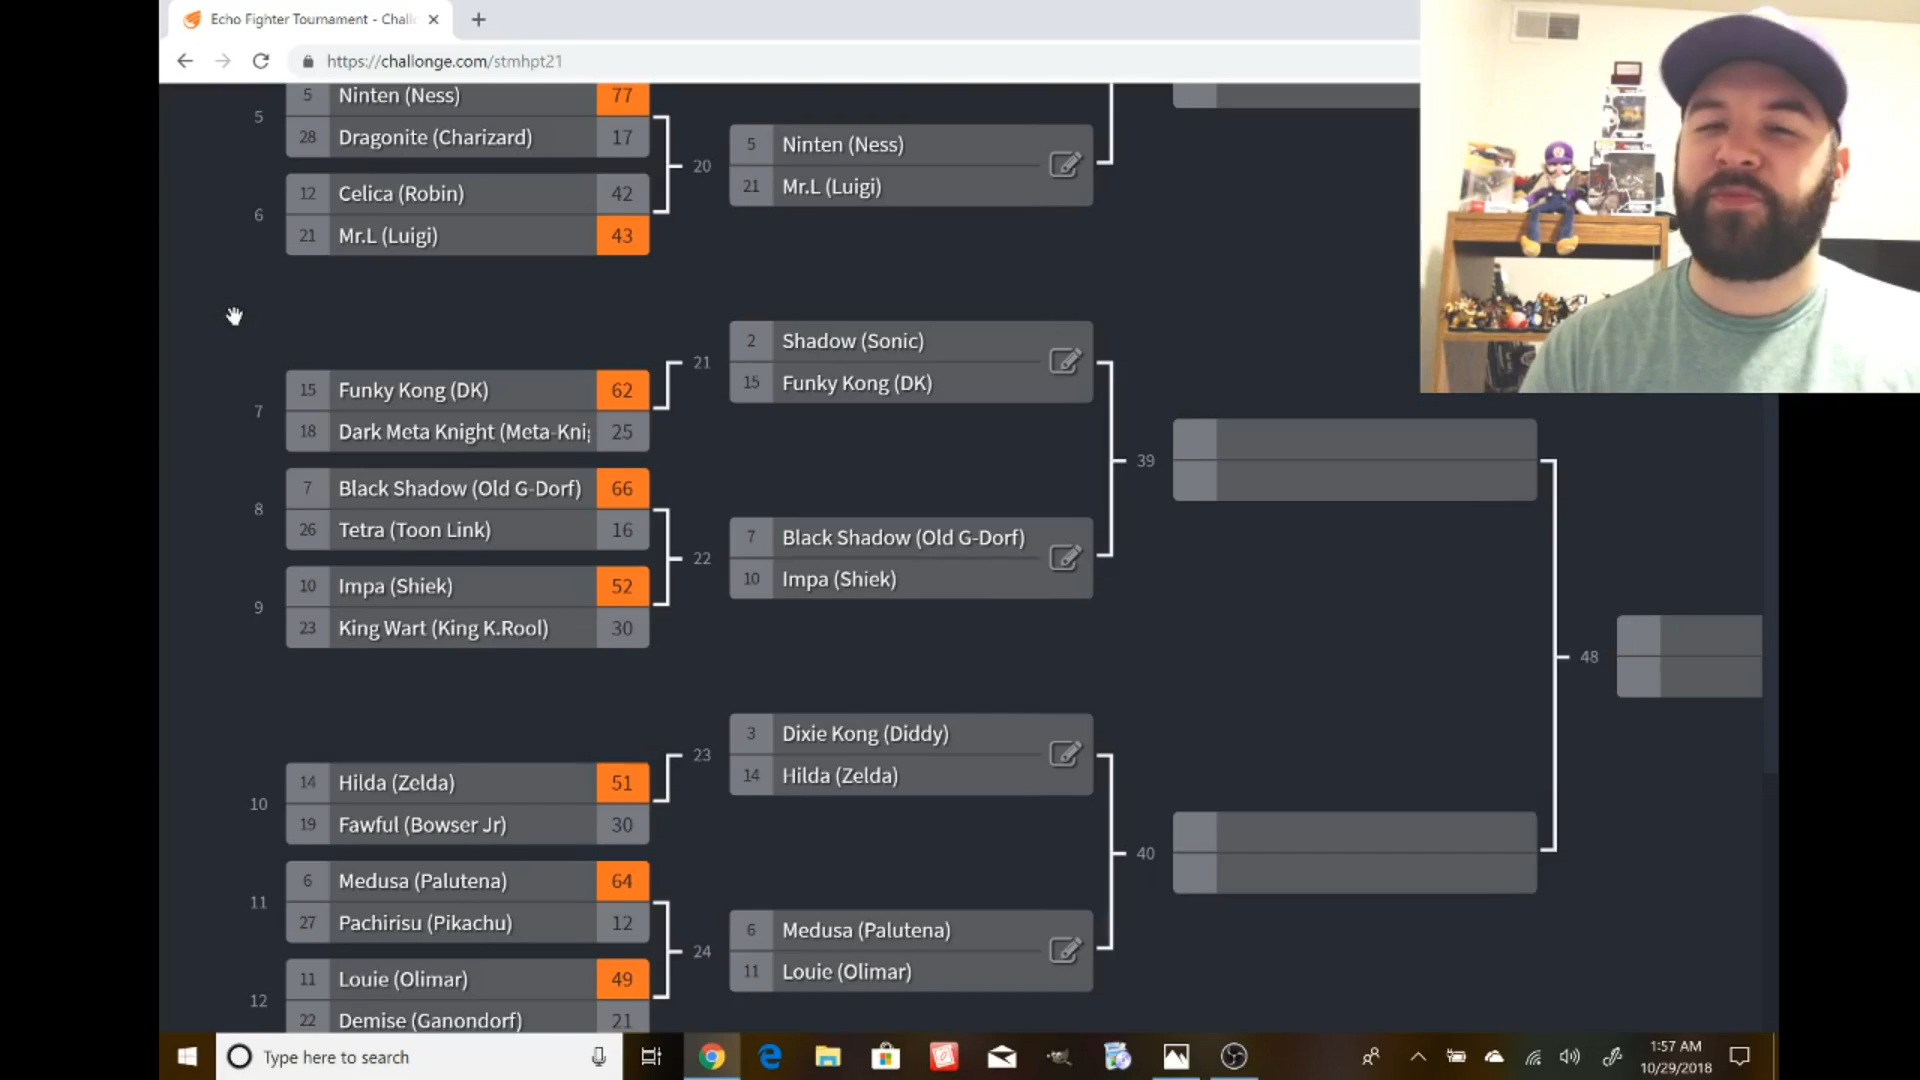 Echo Fighter Tournament - Chall
https://challonge.com/stmhpt21
5 Ninten (Ness) 77
5
28 Dragonite (Charizard) 17
12 Celica (Robin) 42
6
21 Mr.L (Luigi) 43
5 Ninten (Ness)
20
21 Mr.L (Luigi)
15 Funky Kong (DK) 62
7
18 Dark Meta Knight (Meta-Knig 25
7 Black Shadow (Old G-Dorf) 66
8
26 Tetra (Toon Link) 16
10 Impa (Shiek) 52
9
23 King Wart (King K.Rool) 30
2 Shadow (Sonic)
21
15 Funky Kong (DK)
7 Black Shadow (Old G-Dorf)
22
10 Impa (Shiek)
39
14 Hilda (Zelda) 51
10
19 Fawful (Bowser Jr) 30
6 Medusa (Palutena) 64
11
27 Pachirisu (Pikachu) 12
11 Louie (Olimar) 49
12
22 Demise (Ganondorf) 21
3 Dixie Kong (Diddy)
23
14 Hilda (Zelda)
6 Medusa (Palutena)
24
11 Louie (Olimar)
40
48
Type here to search
1:57 AM
10/29/2018